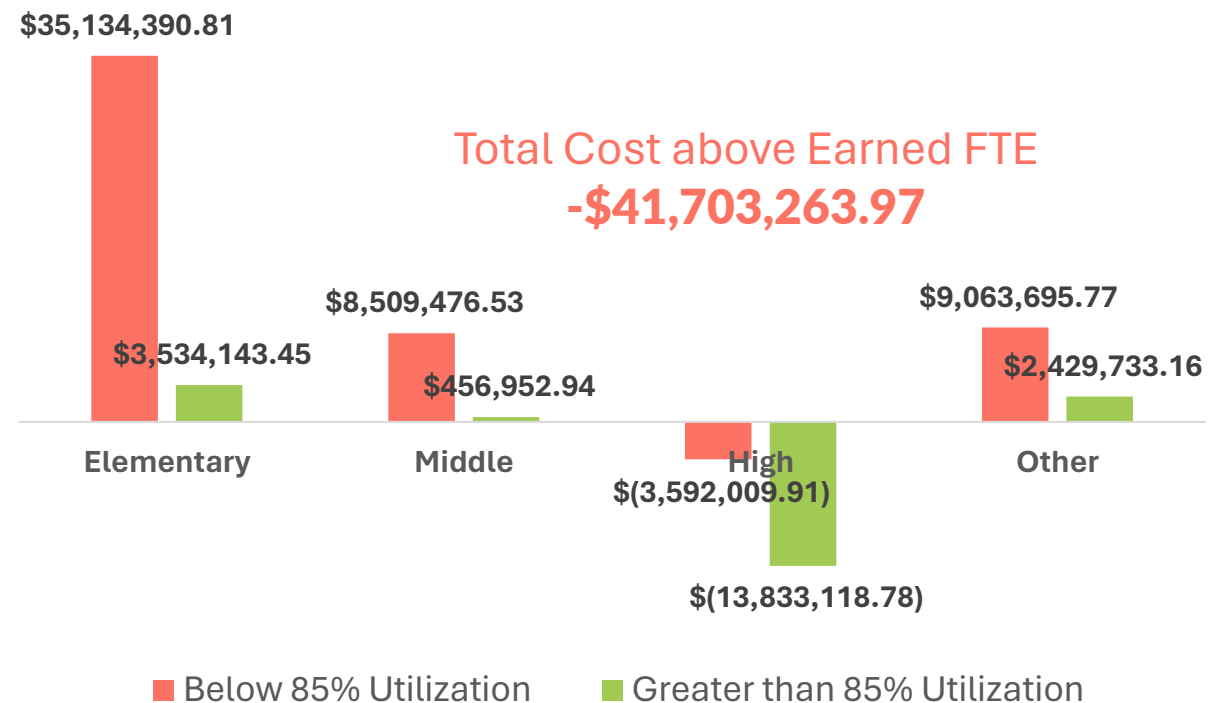 $35,134,390.81
Total Cost above Earned FTE
-$41,703,263.97
$8,509,476.53
$9,063,695.77
$3,534,143.45
$456,952.94
$2,429,733.16
Elementary
Middle
High
Other
$(3,592,009.91)
$(13,833,118.78)
Below 85% Utilization
Greater than 85% Utilization